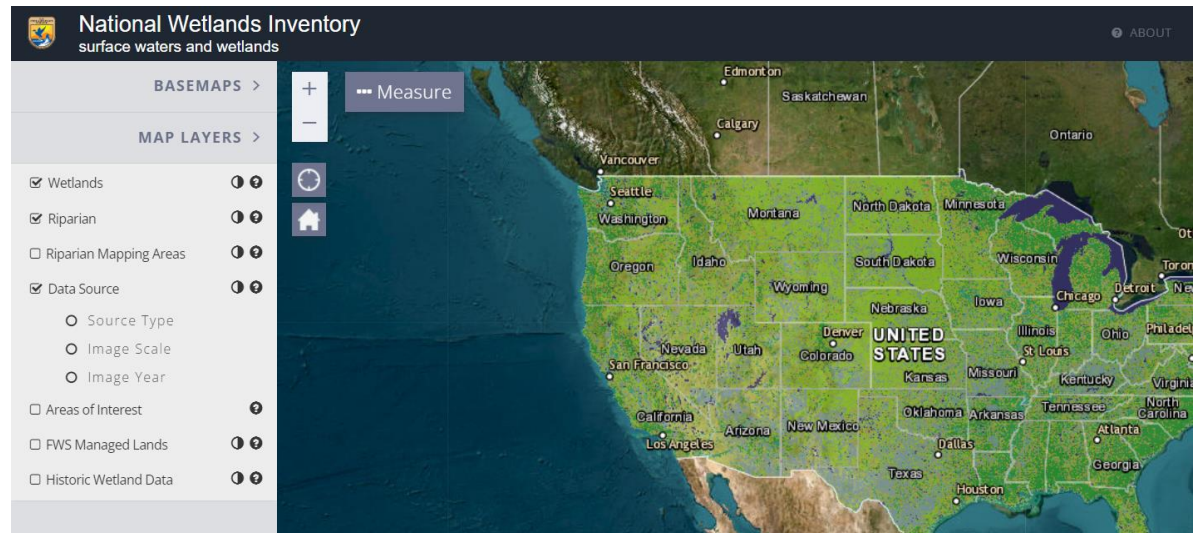 National Wetlands Inventory
surface waters and wetlands
ABOUT
BASEMAPS >
MAP LAYERS >
Wetlands
Riparian
Riparian Mapping Areas
Data Source
Source Type
Image Scale
Image Year
Areas of Interest
FWS Managed Lands
Historic Wetland Data
+
−
Measure
Edmonton
Saskatchewan
Calgary
Ontario
Vancouver
Seattle
Washington
Montana
North Dakota
Minnesota
Ot
Oregon
Idaho
South Dakota
Wisconsin
Toron
Wyoming
Chicago
Detroit
New
Nebraska
Iowa
Nevada
Utah
Denver
Colorado
UNITED
STATES
Illinois
Ohio
Philadel
San Francisco
Kansas
Missouri
St Louis
Kentucky
Virginia
California
Arizona
New Mexico
Oklahoma
Arkansas
Tennessee
North
Carolina
Los Angeles
Dallas
Atlanta
Texas
Georgia
Houston